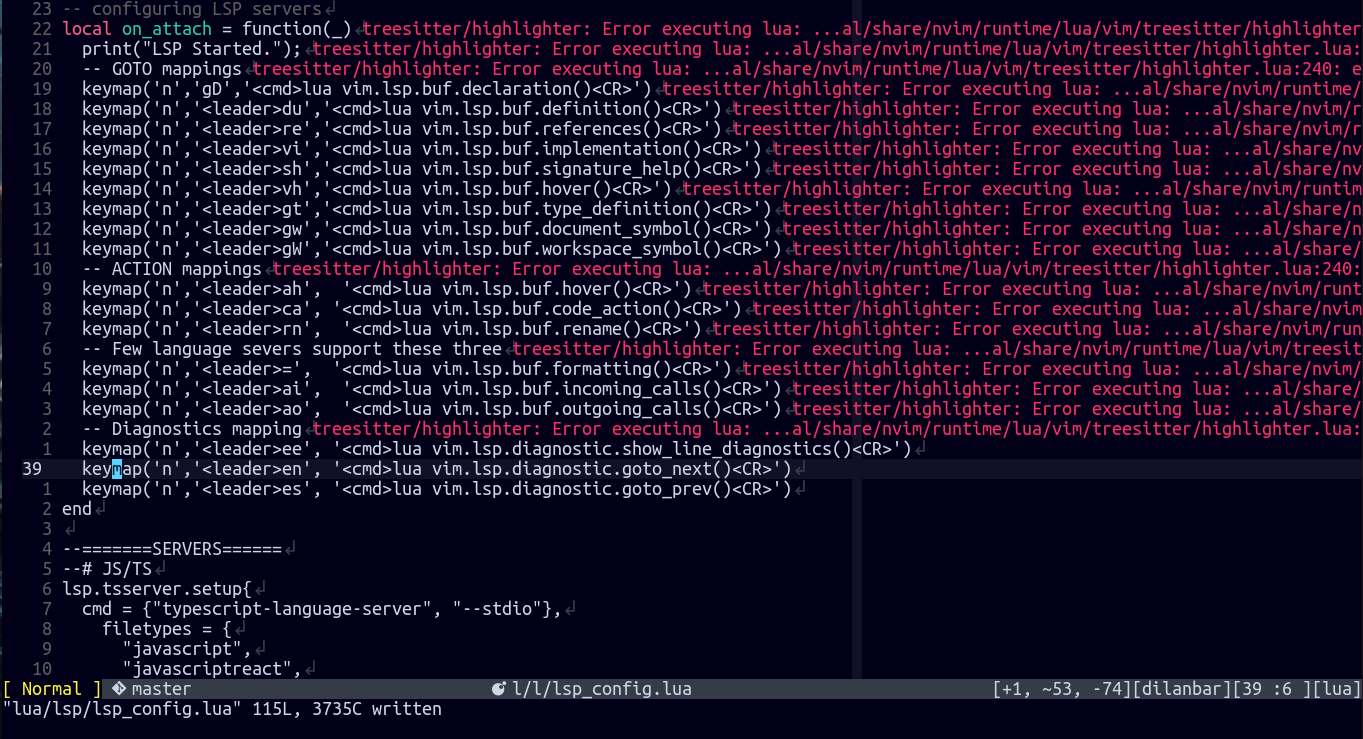 23 -- configuring LSP servers
22 local on_attach = function(_) treesitter/highlighter: Error executing lua: ...al/share/nvim/runtime/lua/vim/treesitter/highlighter
21 print("LSP Started."); treesitter/highlighter: Error executing lua: ...al/share/nvim/runtime/lua/vim/treesitter/highlighter.lua:
20 -- GOTO mappings treesitter/highlighter: Error executing lua: ...al/share/nvim/runtime/lua/vim/treesitter/highlighter.lua:240: e
19 keymap('n','gD','<cmd>lua vim.lsp.buf.declaration()<CR>') treesitter/highlighter: Error executing lua: ...al/share/nvim/runtime/
18 keymap('n','<leader>du','<cmd>lua vim.lsp.buf.definition()<CR>') treesitter/highlighter: Error executing lua: ...al/share/nvim/r
17 keymap('n','<leader>re','<cmd>lua vim.lsp.buf.references()<CR>') treesitter/highlighter: Error executing lua: ...al/share/nvim/r
16 keymap('n','<leader>vi','<cmd>lua vim.lsp.buf.implementation()<CR>') treesitter/highlighter: Error executing lua: ...al/share/nv
15 keymap('n','<leader>sh','<cmd>lua vim.lsp.buf.signature_help()<CR>') treesitter/highlighter: Error executing lua: ...al/share/nvi
14 keymap('n','<leader>vh','<cmd>lua vim.lsp.buf.hover()<CR>') treesitter/highlighter: Error executing lua: ...al/share/nvim/runtim
13 keymap('n','<leader>gt','<cmd>lua vim.lsp.buf.type_definition()<CR>') treesitter/highlighter: Error executing lua: ...al/share/n
12 keymap('n','<leader>gw','<cmd>lua vim.lsp.buf.document_symbol()<CR>') treesitter/highlighter: Error executing lua: ...al/share/n
11 keymap('n','<leader>gW','<cmd>lua vim.lsp.buf.workspace_symbol()<CR>') treesitter/highlighter: Error executing lua: ...al/share/
10 -- ACTION mappings treesitter/highlighter: Error executing lua: ...al/share/nvim/runtime/lua/vim/treesitter/highlighter.lua:240:
9 keymap('n','<leader>ah', '<cmd>lua vim.lsp.buf.hover()<CR>') treesitter/highlighter: Error executing lua: ...al/share/nvim/runt
8 keymap('n','<leader>ca', '<cmd>lua vim.lsp.buf.code_action()<CR>') treesitter/highlighter: Error executing lua: ...al/share/nvim
7 keymap('n','<leader>rn', '<cmd>lua vim.lsp.buf.rename()<CR>') treesitter/highlighter: Error executing lua: ...al/share/nvim/run
6 -- Few language severs support these three treesitter/highlighter: Error executing lua: ...al/share/nvim/runtime/lua/vim/treesit
5 keymap('n','<leader>=', '<cmd>lua vim.lsp.buf.formatting()<CR>') treesitter/highlighter: Error executing lua: ...al/share/nvim/
4 keymap('n','<leader>ai', '<cmd>lua vim.lsp.buf.incoming_calls()<CR>') treesitter/highlighter: Error executing lua: ...al/share/
3 keymap('n','<leader>ao', '<cmd>lua vim.lsp.buf.outgoing_calls()<CR>') treesitter/highlighter: Error executing lua: ...al/share/
2 -- Diagnostics mapping treesitter/highlighter: Error executing lua: ...al/share/nvim/runtime/lua/vim/treesitter/highlighter.lua:
1 keymap('n','<leader>ee', '<cmd>lua vim.lsp.diagnostic.show_line_diagnostics()<CR>')
39 keymap('n','<leader>en', '<cmd>lua vim.lsp.diagnostic.goto_next()<CR>')
1 keymap('n','<leader>es', '<cmd>lua vim.lsp.diagnostic.goto_prev()<CR>')
2 end
3
4 --=======SERVERS======
5 --# JS/TS
6 lsp.tsserver.setup{
7 cmd = {"typescript-language-server", "--stdio"},
8 filetypes = {
9 "javascript",
10 "javascriptreact",
[ Normal ] master l/l/lsp_config.lua [+1, ~53, -74][dilanbar][39 :6 ][lua]
"lua/lsp/lsp_config.lua" 115L, 3735C written